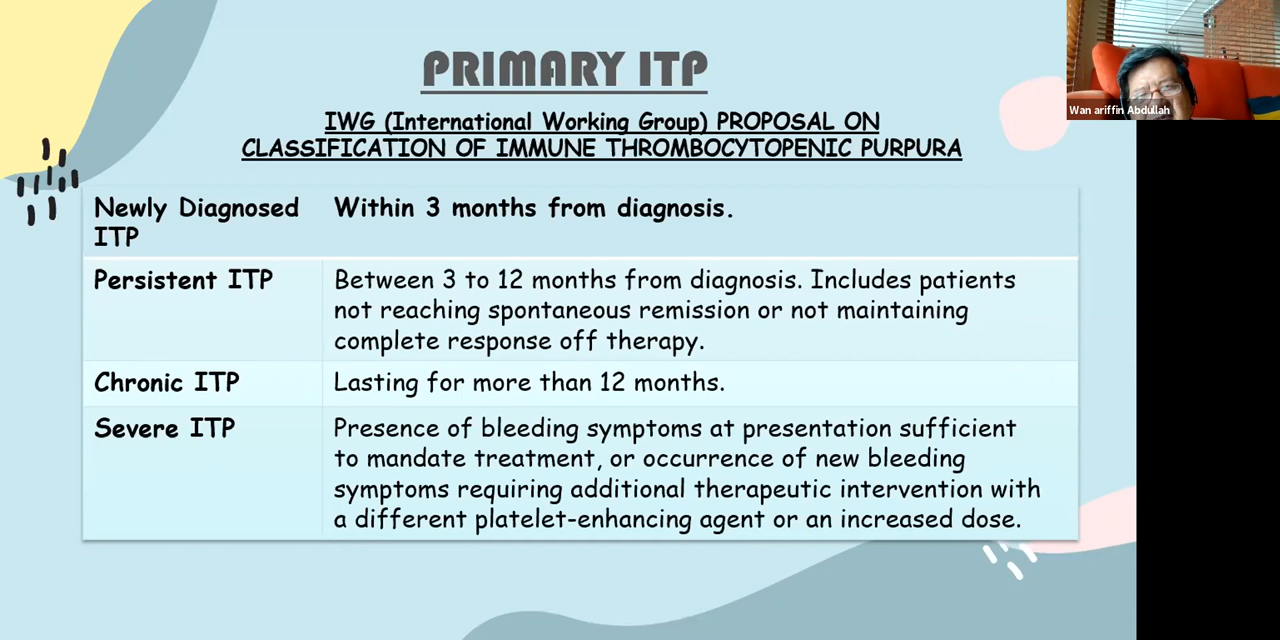 PRIMARY ITP
IWG (International Working Group) PROPOSAL ON
CLASSIFICATION OF IMMUNE THROMBOCYTOPENIC PURPURA
Newly Diagnosed
ITP
Within 3 months from diagnosis.
Persistent ITP
Between 3 to 12 months from diagnosis. Includes patients
not reaching spontaneous remission or not maintaining
complete response off therapy.
Chronic ITP
Lasting for more than 12 months.
Severe ITP
Presence of bleeding symptoms at presentation sufficient
to mandate treatment, or occurrence of new bleeding
symptoms requiring additional therapeutic intervention with
a different platelet-enhancing agent or an increased dose.
Wan ariffin Abdullah